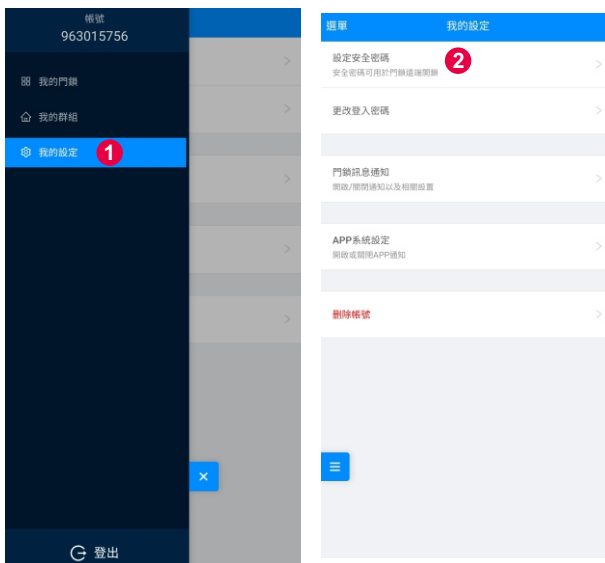 帳號
963015756
我的門鎖
我的群組
我的設定 1
登出
選單 我的設定
設定安全密碼 2
安全密碼可用於門鎖遠端開鎖
更改登入密碼
門鎖訊息通知
開啟/關閉通知以及相關設置
APP系統設定
開啟或關閉APP通知
刪除帳號